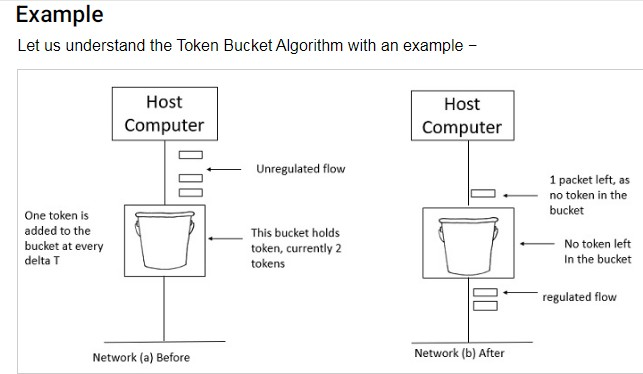 Example
Let us understand the Token Bucket Algorithm with an example −
Host
Computer
Unregulated flow
One token is
added to the
bucket at every
delta T
This bucket holds
token, currently 2
tokens
Network (a) Before
Host
Computer
1 packet left, as
no token in the
bucket
No token left
In the bucket
regulated flow
Network (b) After